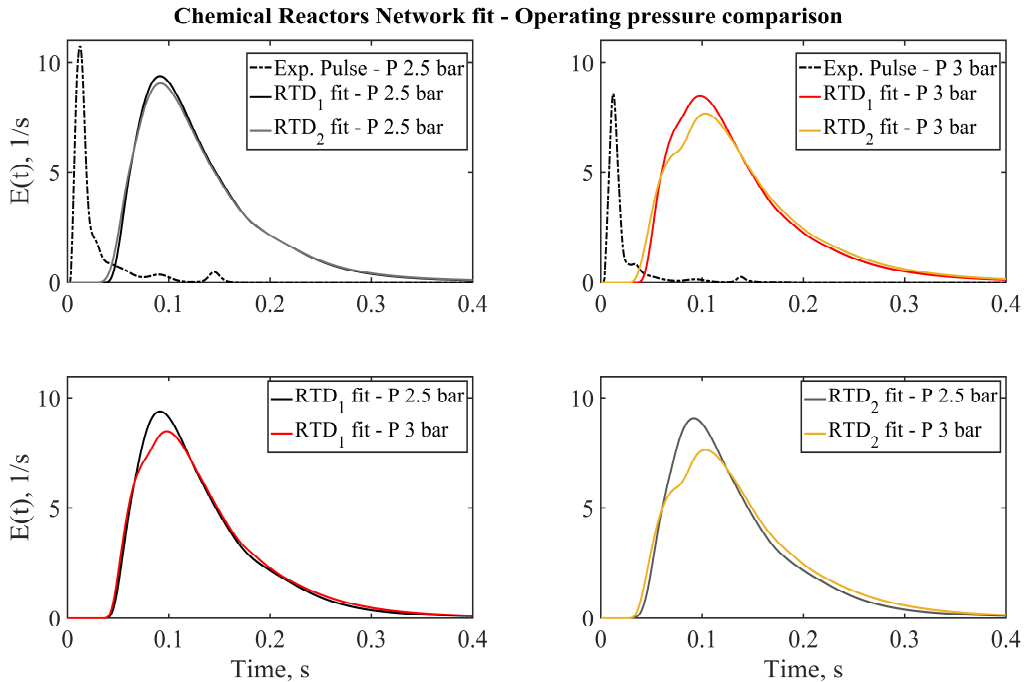 Chemical Reactors Network fit - Operating pressure comparison
10
5
0
E(t), 1/s
Exp. Pulse - P 2.5 bar
RTD1 fit - P 2.5 bar
RTD2 fit - P 2.5 bar
0 0.1 0.2 0.3 0.4
10
5
0
Exp. Pulse - P 3 bar
RTD1 fit - P 3 bar
RTD2 fit - P 3 bar
0 0.1 0.2 0.3 0.4
10
5
0
E(t), 1/s
RTD1 fit - P 2.5 bar
RTD1 fit - P 3 bar
0 0.1 0.2 0.3 0.4
Time, s
10
5
0
RTD2 fit - P 2.5 bar
RTD2 fit - P 3 bar
0 0.1 0.2 0.3 0.4
Time, s